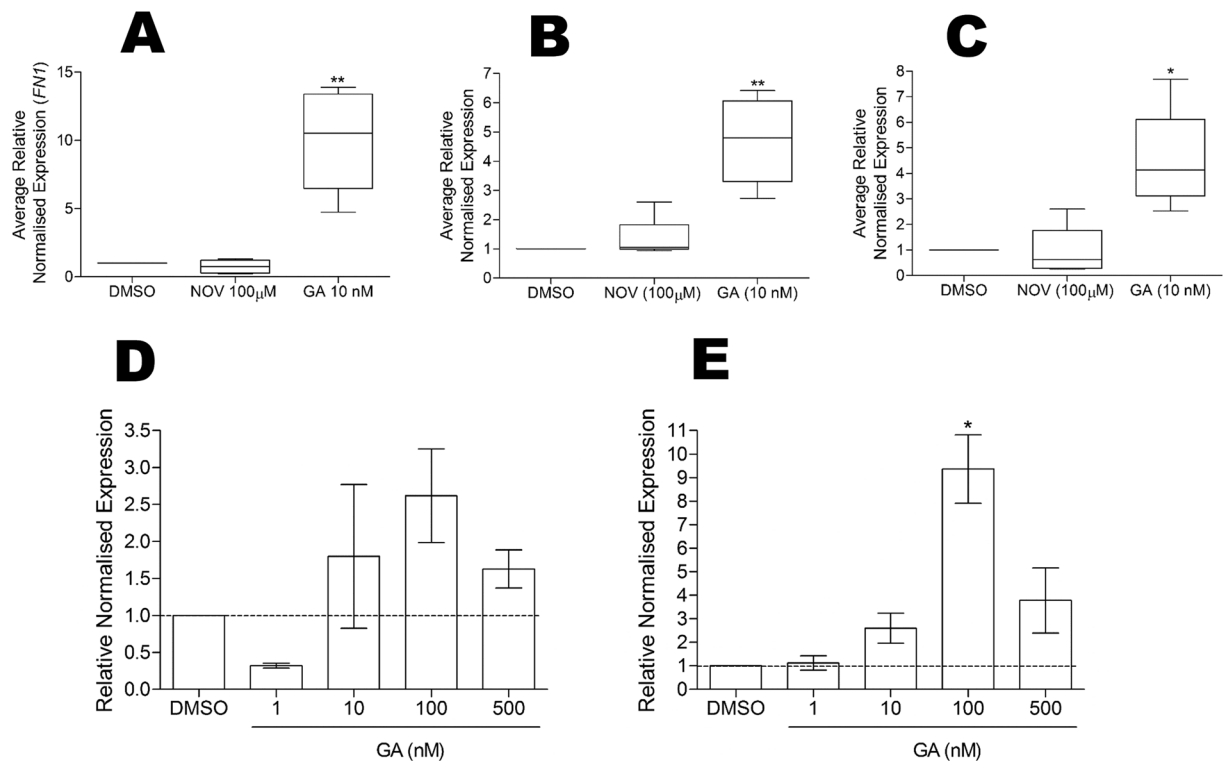 A
Average Relative
Normalised Expression (FN1)
15
10
5
0
**
DMSO
NOV 100μM
GA 10 nM
B
Average Relative
Normalised Expression
7
6
5
4
3
2
1
0
**
DMSO
NOV (100μM)
GA (10 nM)
C
Average Relative
Normalised Expression
8
6
4
2
1
0
*
DMSO
NOV (100μM)
GA (10 nM)
D
Relative Normalised Expression
3.5
3.0
2.5
2.0
1.5
1.0
0.5
0.0
DMSO
1
10
100
500
GA (nM)
E
Relative Normalised Expression
11
10
9
8
7
6
5
4
3
2
1
0
*
DMSO
1
10
100
500
GA (nM)